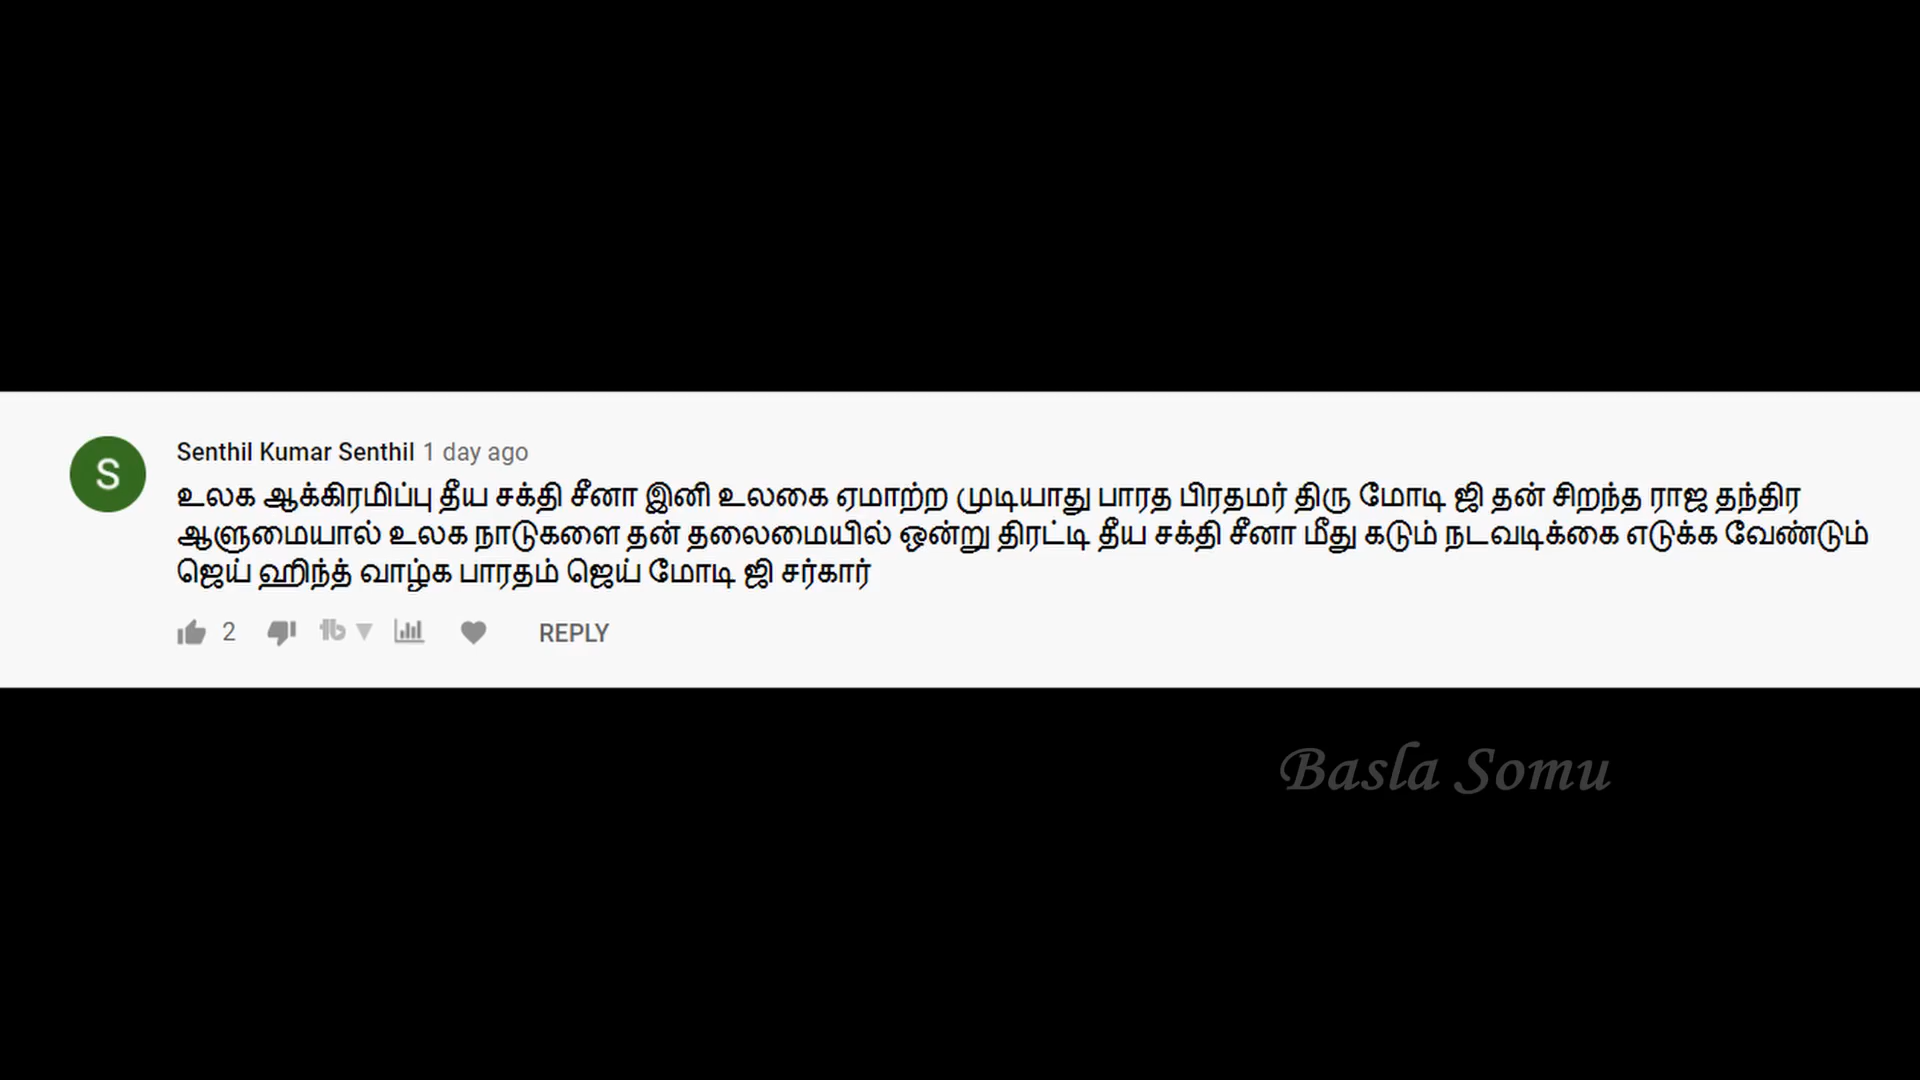 Senthil Kumar Senthil 1 day ago
S
உலக ஆக்கிரமிப்பு தீய சக்தி சீனா இனி உலகை ஏமாற்ற முடியாது பாரத பிரதமர் திரு மோடி ஜி தன் சிறந்த ராஜ தந்திர
ஆளுமையால் உலக நாடுகளை தன் தலைமையில் ஒன்று திரட்டி தீய சக்தி சீனா மீது கடும் நடவடிக்கை எடுக்க வேண்டும்
ஜெய் ஹிந்த் வாழ்க பாரதம் ஜெய் மோடி ஜி சர்கார்
2 tb REPLY
Basla Somu